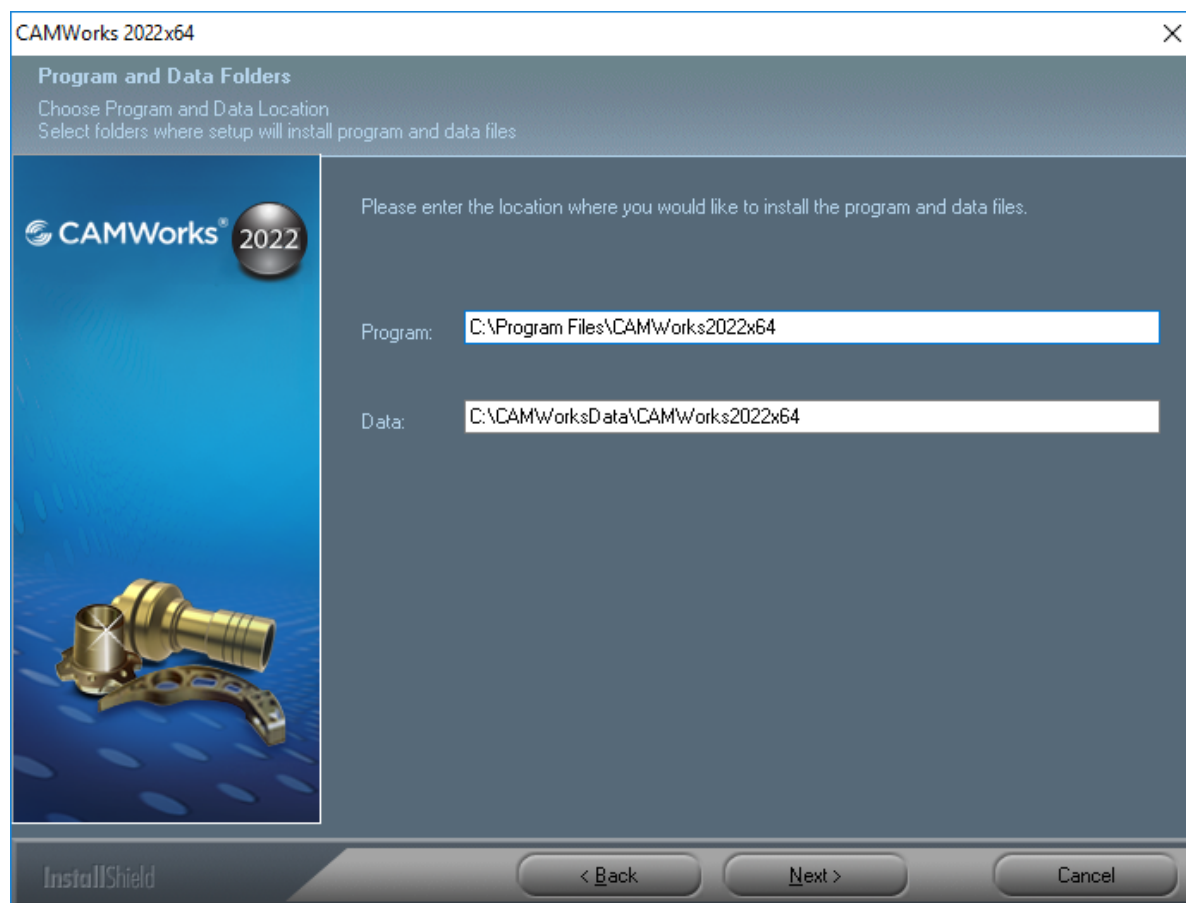 CAMWorks 2022x64
Program and Data Folders
Choose Program and Data Location
Select folders where setup will install program and data files
CAMWorks® 2022
Please enter the location where you would like to install the program and data files.
Program: C:\Program Files\CAMWorks2022x64
Data: C:\CAMWorksData\CAMWorks2022x64
InstallShield
< Back
Next >
Cancel